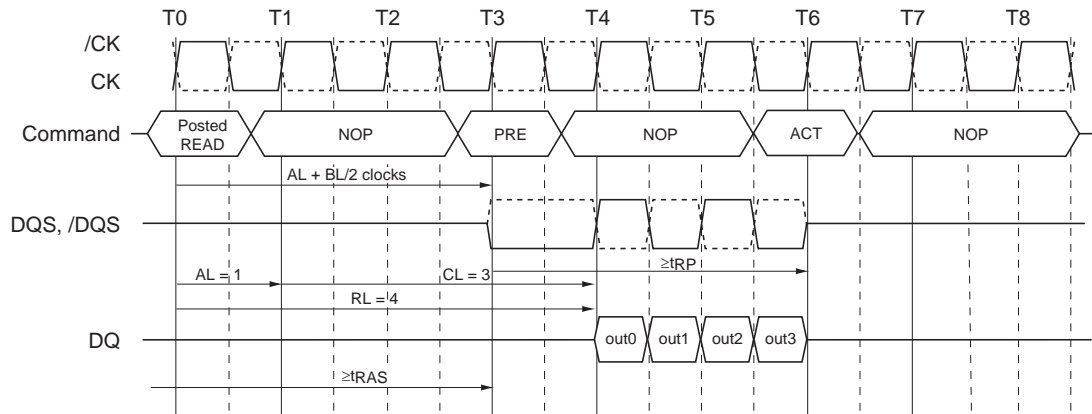 T0 T1 T2 T3 T4 T5 T6 T7 T8
/CK
CK
Command
Posted
READ
NOP
PRE
NOP
ACT
NOP
AL + BL/2 clocks
DQS, /DQS
≥tRP
AL = 1
CL = 3
RL = 4
DQ
out0 out1 out2 out3
≥tRAS